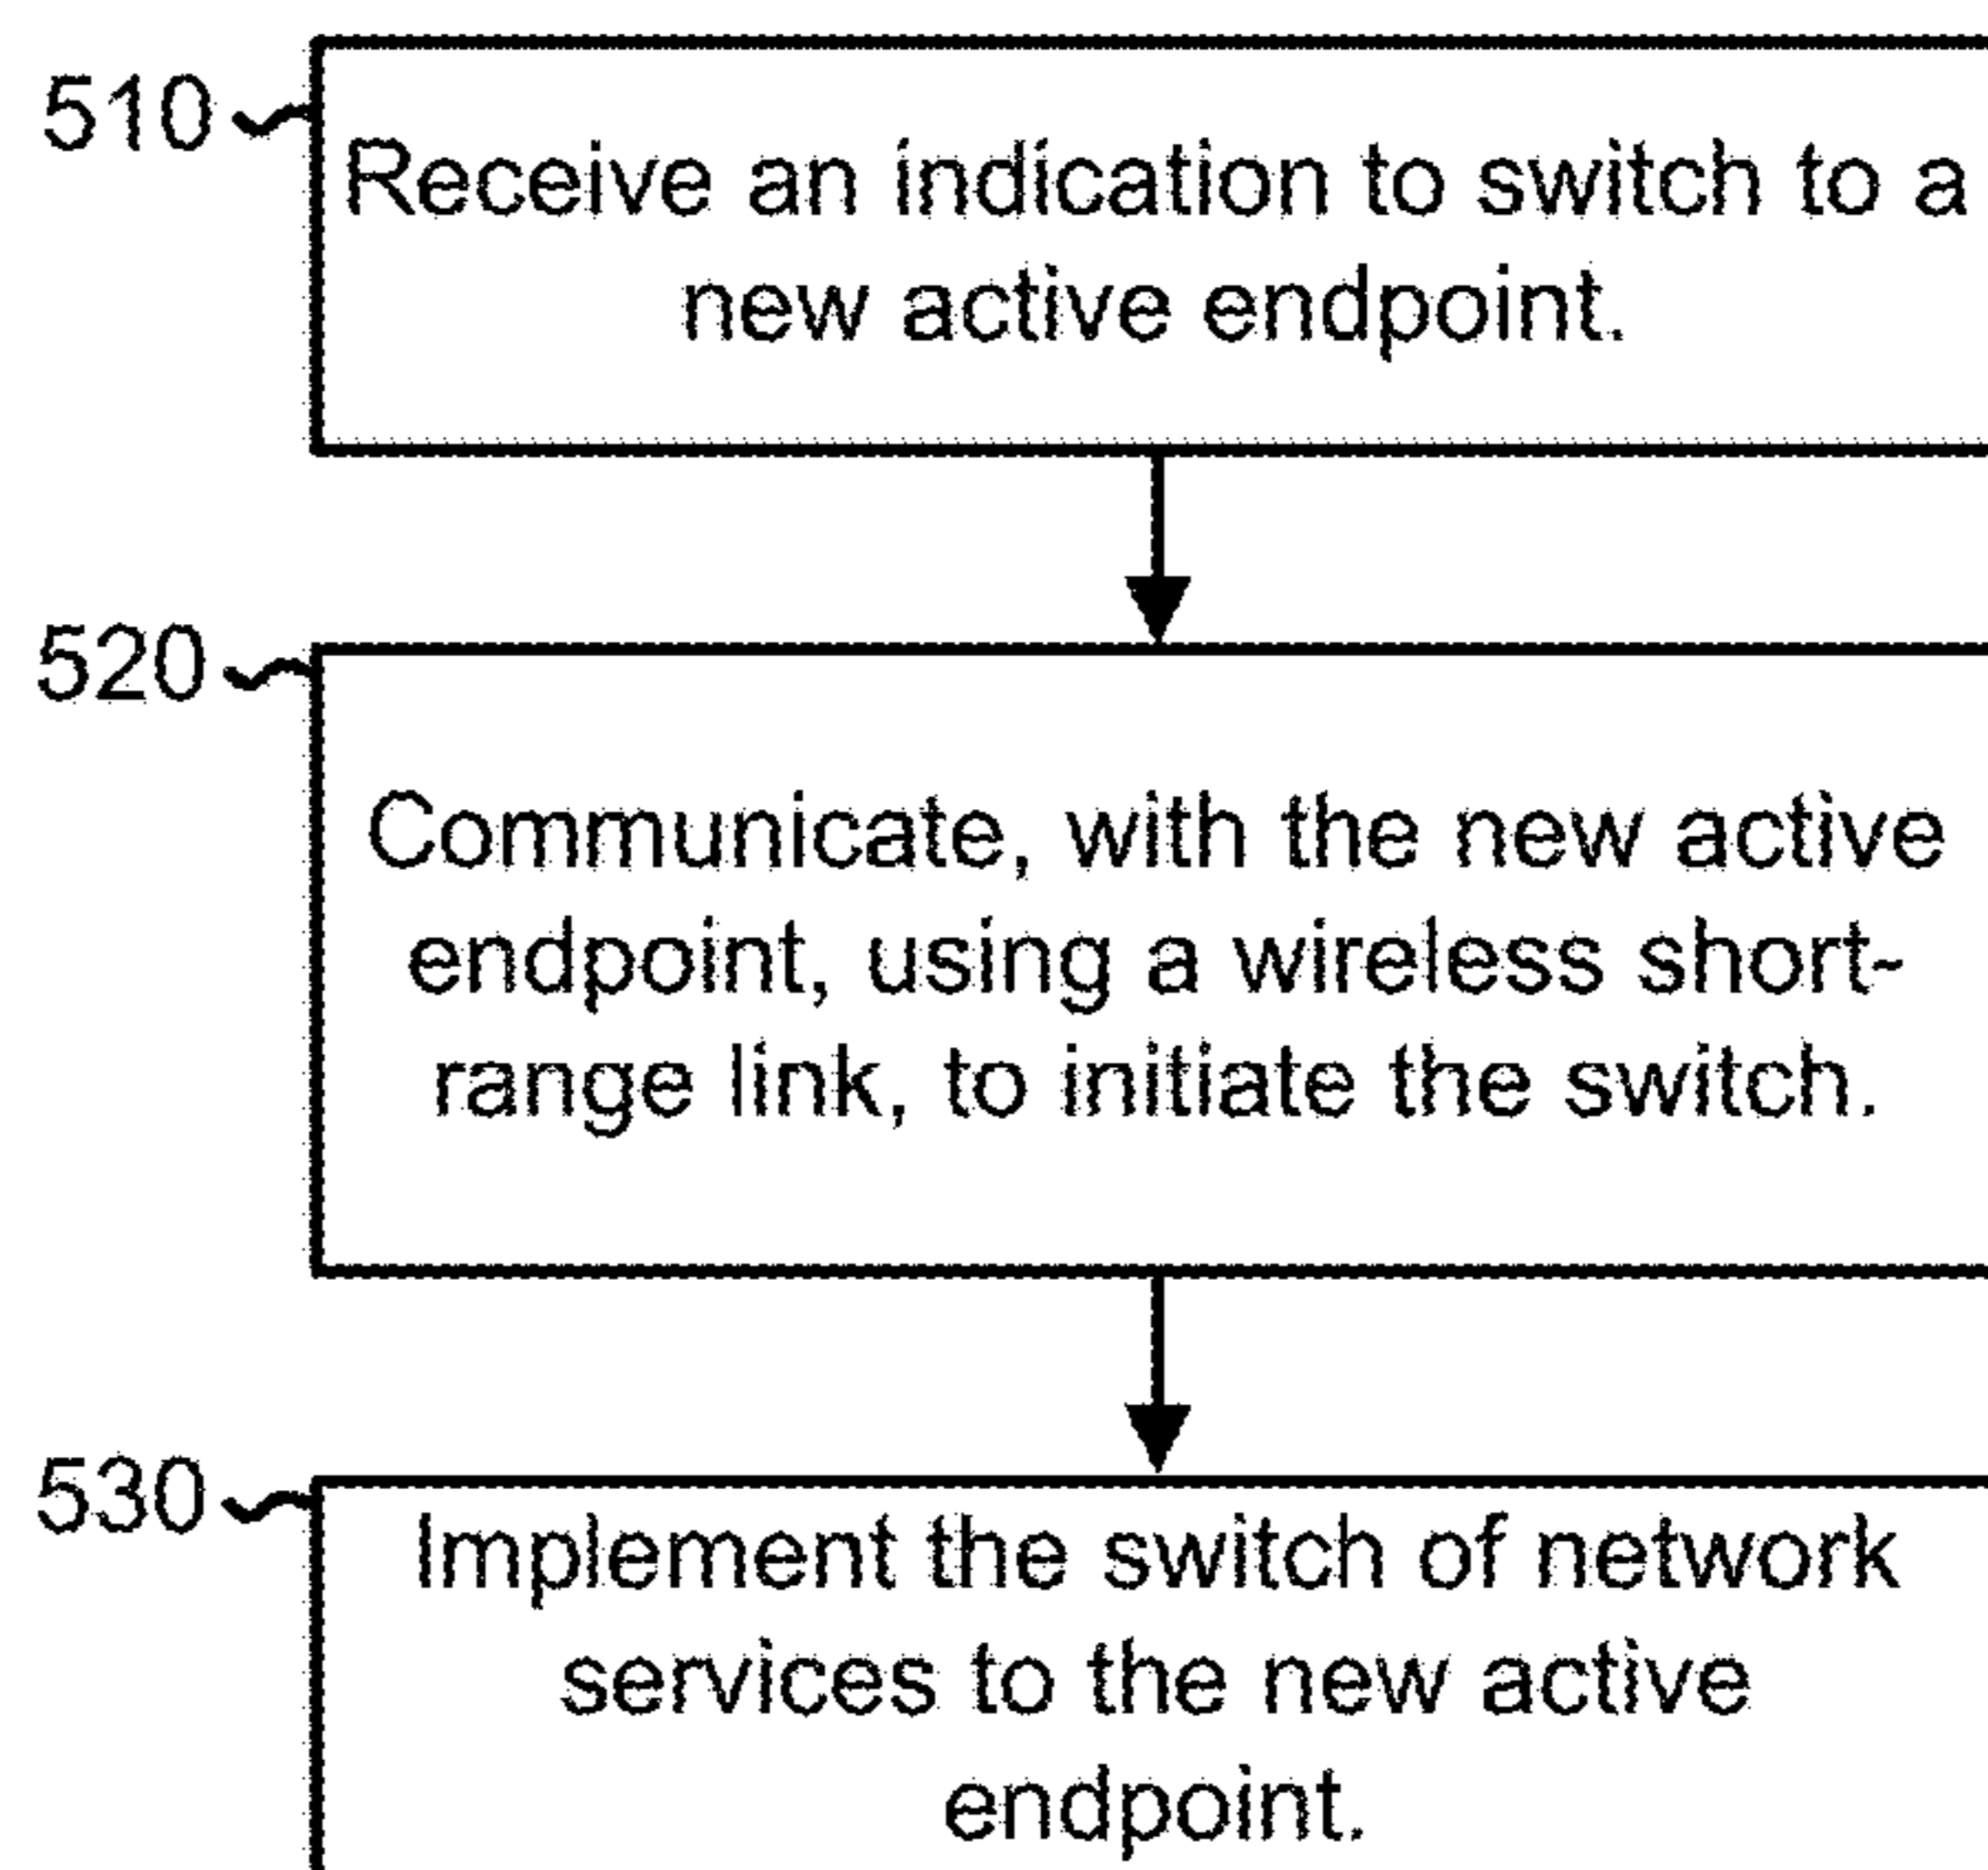 510
Receive an indication to switch to a
new active endpoint.
520
Communicate, with the new active
endpoint, using a wireless short-
range link, to initiate the switch.
530
Implement the switch of network
services to the new active
endpoint.